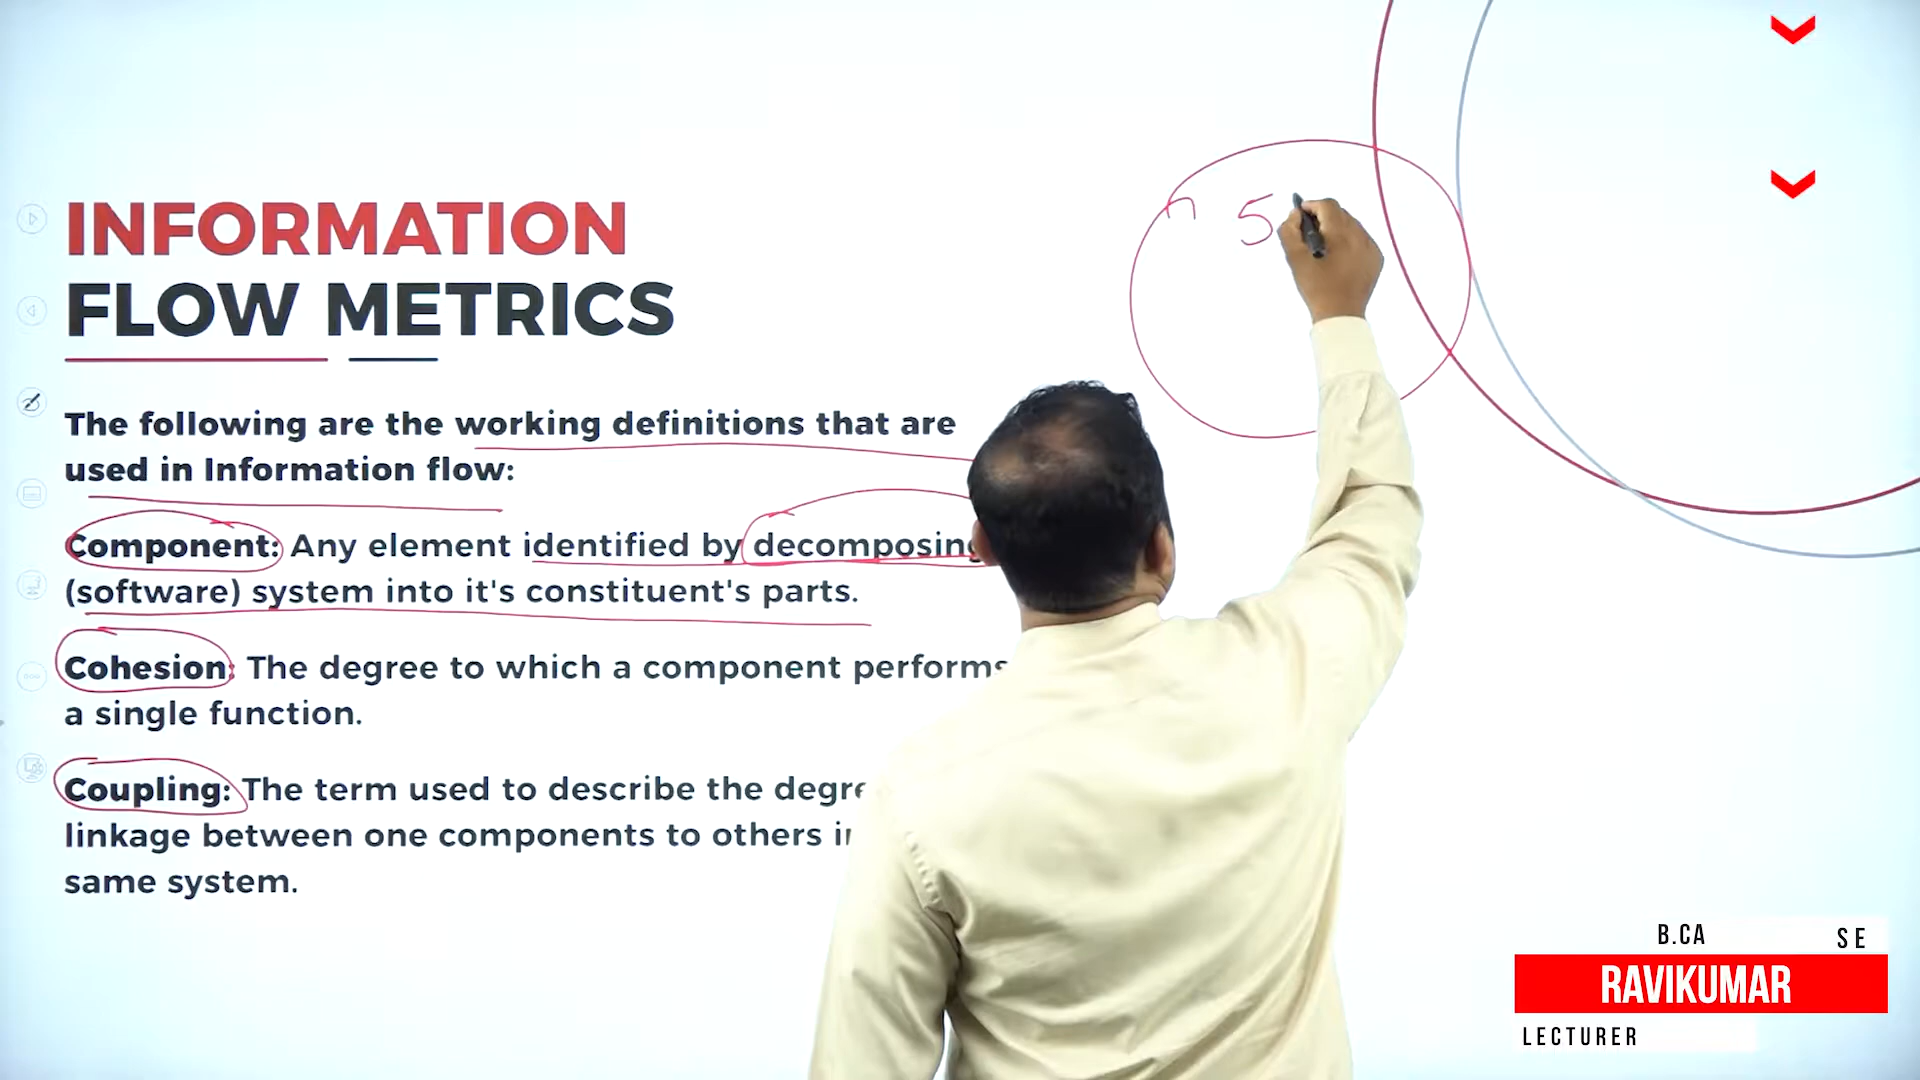 INFORMATION
FLOW METRICS
5
The following are the working definitions that are
used in Information flow:
Component: Any element identified by decomposing
(software) system into it's constituent's parts.
Cohesion: The degree to which a component performs
a single function.
Coupling: The term used to describe the degre
linkage between one components to others in
same system.
B.CA SE
RAVIKUMAR
LECTURER